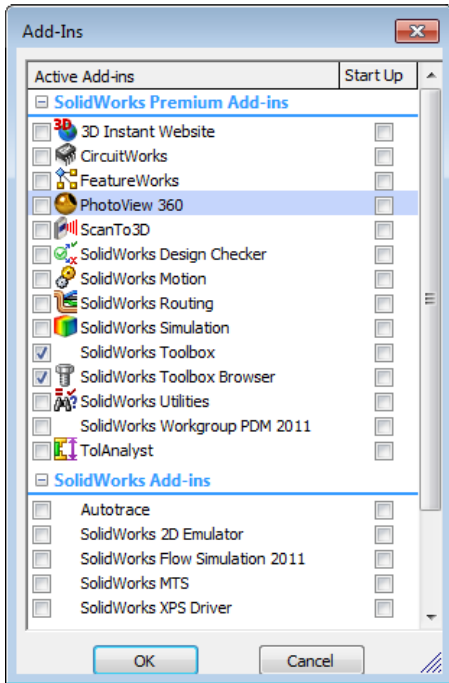 Add-Ins
Active Add-ins Start Up
SolidWorks Premium Add-ins
3D Instant Website
CircuitWorks
FeatureWorks
PhotoView 360
ScanTo3D
SolidWorks Design Checker
SolidWorks Motion
SolidWorks Routing
SolidWorks Simulation
SolidWorks Toolbox
SolidWorks Toolbox Browser
SolidWorks Utilities
SolidWorks Workgroup PDM 2011
TolAnalyst
SolidWorks Add-ins
Autotrace
SolidWorks 2D Emulator
SolidWorks Flow Simulation 2011
SolidWorks MTS
SolidWorks XPS Driver
OK Cancel